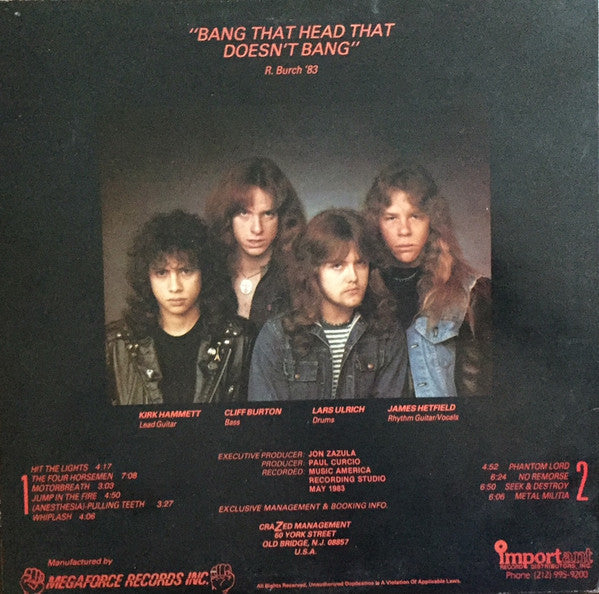 "BANG THAT HEAD THAT
DOESN'T BANG"
R. Burch '83
KIRK HAMMETT
Lead Guitar
CLIFF BURTON
Bass
LARS ULRICH
Drums
JAMES HETFIELD
Rhythm Guitar/Vocals
EXECUTIVE PRODUCER: JON ZAZULA
PRODUCER: PAUL CURCIO
RECORDED: MUSIC AMERICA
RECORDING STUDIO
MAY 1983
1
HIT THE LIGHTS 4:17
THE FOUR HORSEMEN 7:08
MOTORBREATH 3:03
JUMP IN THE FIRE 4:50
(ANESTHESIA)-PULLING TEETH 3:27
WHIPLASH 4:06
4:52 PHANTOM LORD
6:24 NO REMORSE
6:50 SEEK & DESTROY
6:06 METAL MILITIA
2
EXCLUSIVE MANAGEMENT & BOOKING INFO.
CRAZED MANAGEMENT
60 YORK STREET
OLD BRIDGE, N.J. 08857
U.S.A.
Manufactured by
MEGAFORCE RECORDS INC.
All Rights Reserved. Unauthorized Duplication is A Violation Of Applicable Laws.
important
RECORDS DISTRIBUTORS, INC.
Phone (212) 995-9200